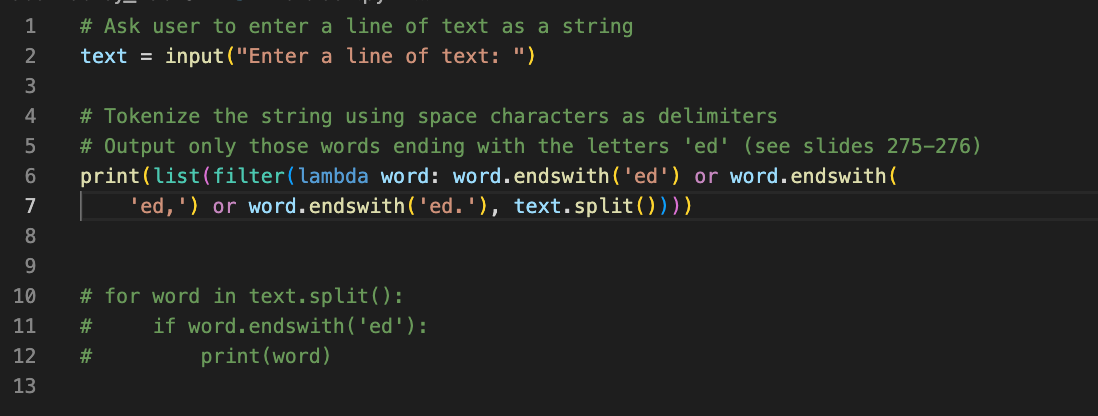 1 # Ask user to enter a line of text as a string
2 text = input("Enter a line of text: ")
3
4 # Tokenize the string using space characters as delimiters
5 # Output only those words ending with the letters 'ed' (see slides 275-276)
6 print(list(filter(lambda word: word.endswith('ed') or word.endswith(
7     'ed,') or word.endswith('ed.'), text.split())))
8
9
10 # for word in text.split():
11 #     if word.endswith('ed'):
12 #         print(word)
13